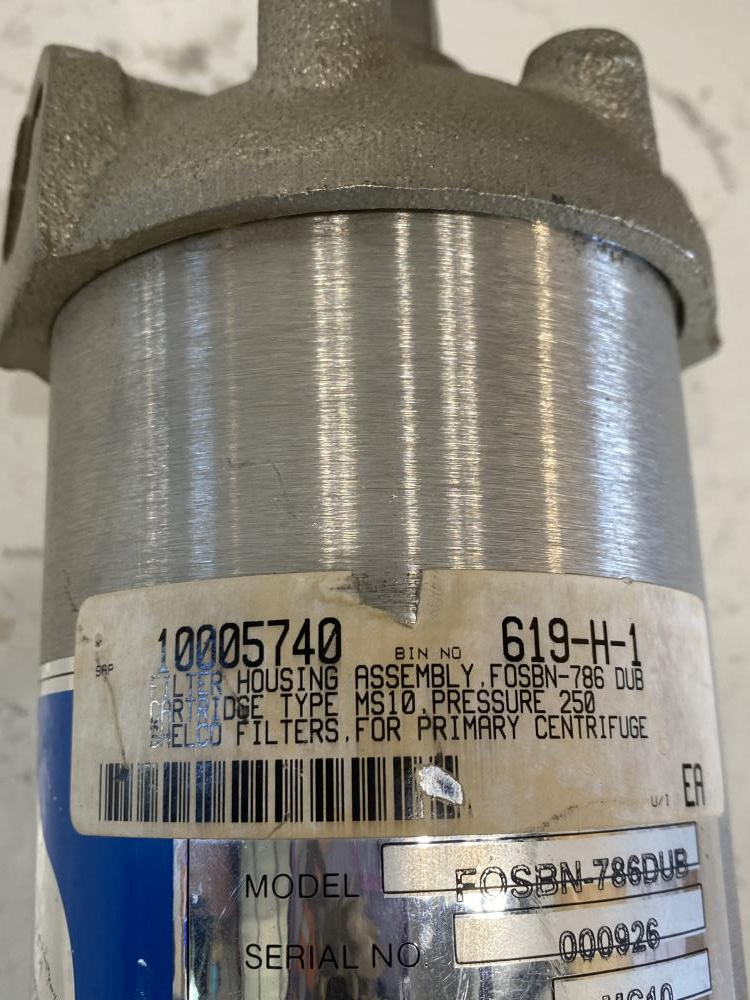 SAP 10005740 BIN NO 619-H-1
FILTER HOUSING ASSEMBLY,FOSBN-786 DUB
CARTRIDGE TYPE MS10,PRESSURE 250
SHELCO FILTERS,FOR PRIMARY CENTRIFUGE
U/I EA
MODEL FOSBN-786DUB
SERIAL NO. 000926
MS10